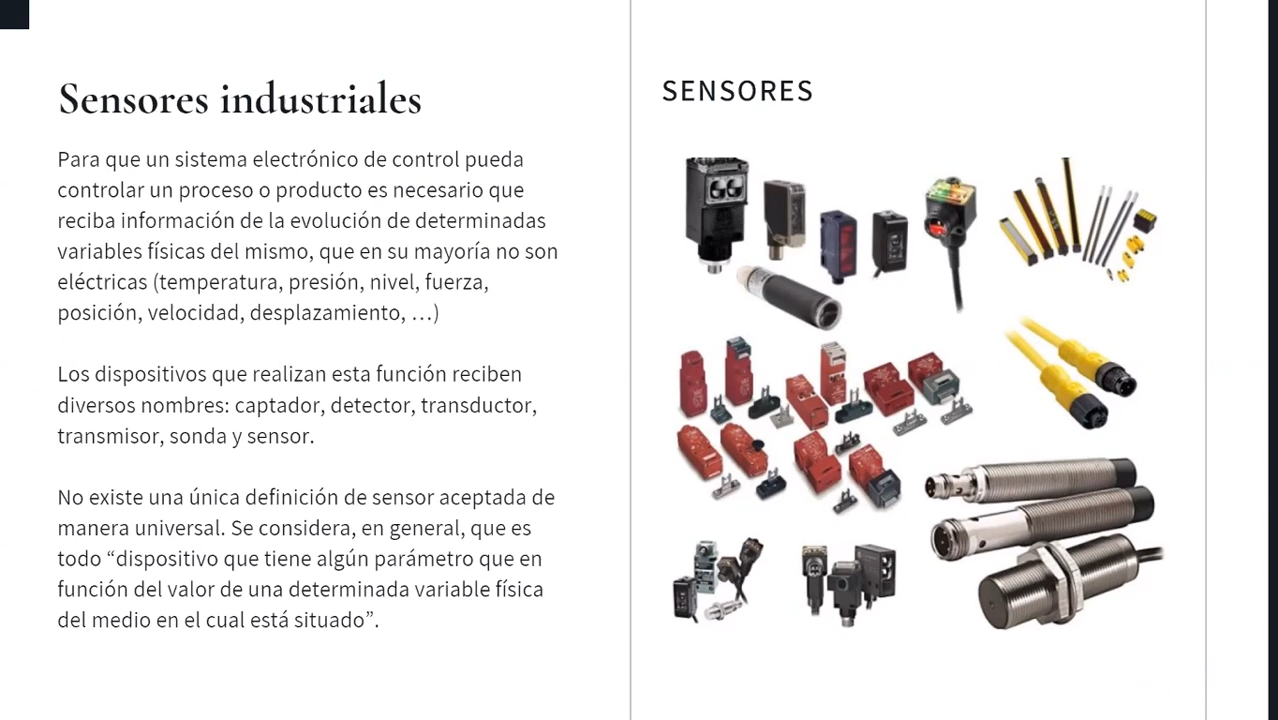 Sensores industriales
Para que un sistema electrónico de control pueda
controlar un proceso o producto es necesario que
reciba información de la evolución de determinadas
variables físicas del mismo, que en su mayoría no son
eléctricas (temperatura, presión, nivel, fuerza,
posición, velocidad, desplazamiento, ...)
Los dispositivos que realizan esta función reciben
diversos nombres: captador, detector, transductor,
transmisor, sonda y sensor.
No existe una única definición de sensor aceptada de
manera universal. Se considera, en general, que es
todo “dispositivo que tiene algún parámetro que en
función del valor de una determinada variable física
del medio en el cual está situado”.
SENSORES